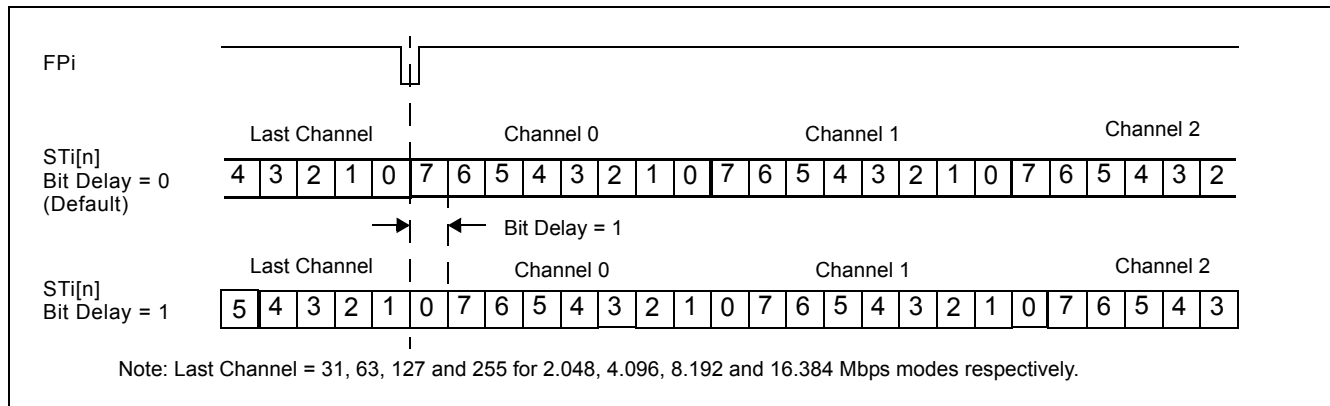 FPi
Last Channel Channel 0 Channel 1 Channel 2
STi[n]
Bit Delay = 0
(Default)
4 3 2 1 0 7 6 5 4 3 2 1 0 7 6 5 4 3 2 1 0 7 6 5 4 3 2
Bit Delay = 1
Last Channel Channel 0 Channel 1 Channel 2
STi[n]
Bit Delay = 1
5 4 3 2 1 0 7 6 5 4 3 2 1 0 7 6 5 4 3 2 1 0 7 6 5 4 3
Note: Last Channel = 31, 63, 127 and 255 for 2.048, 4.096, 8.192 and 16.384 Mbps modes respectively.